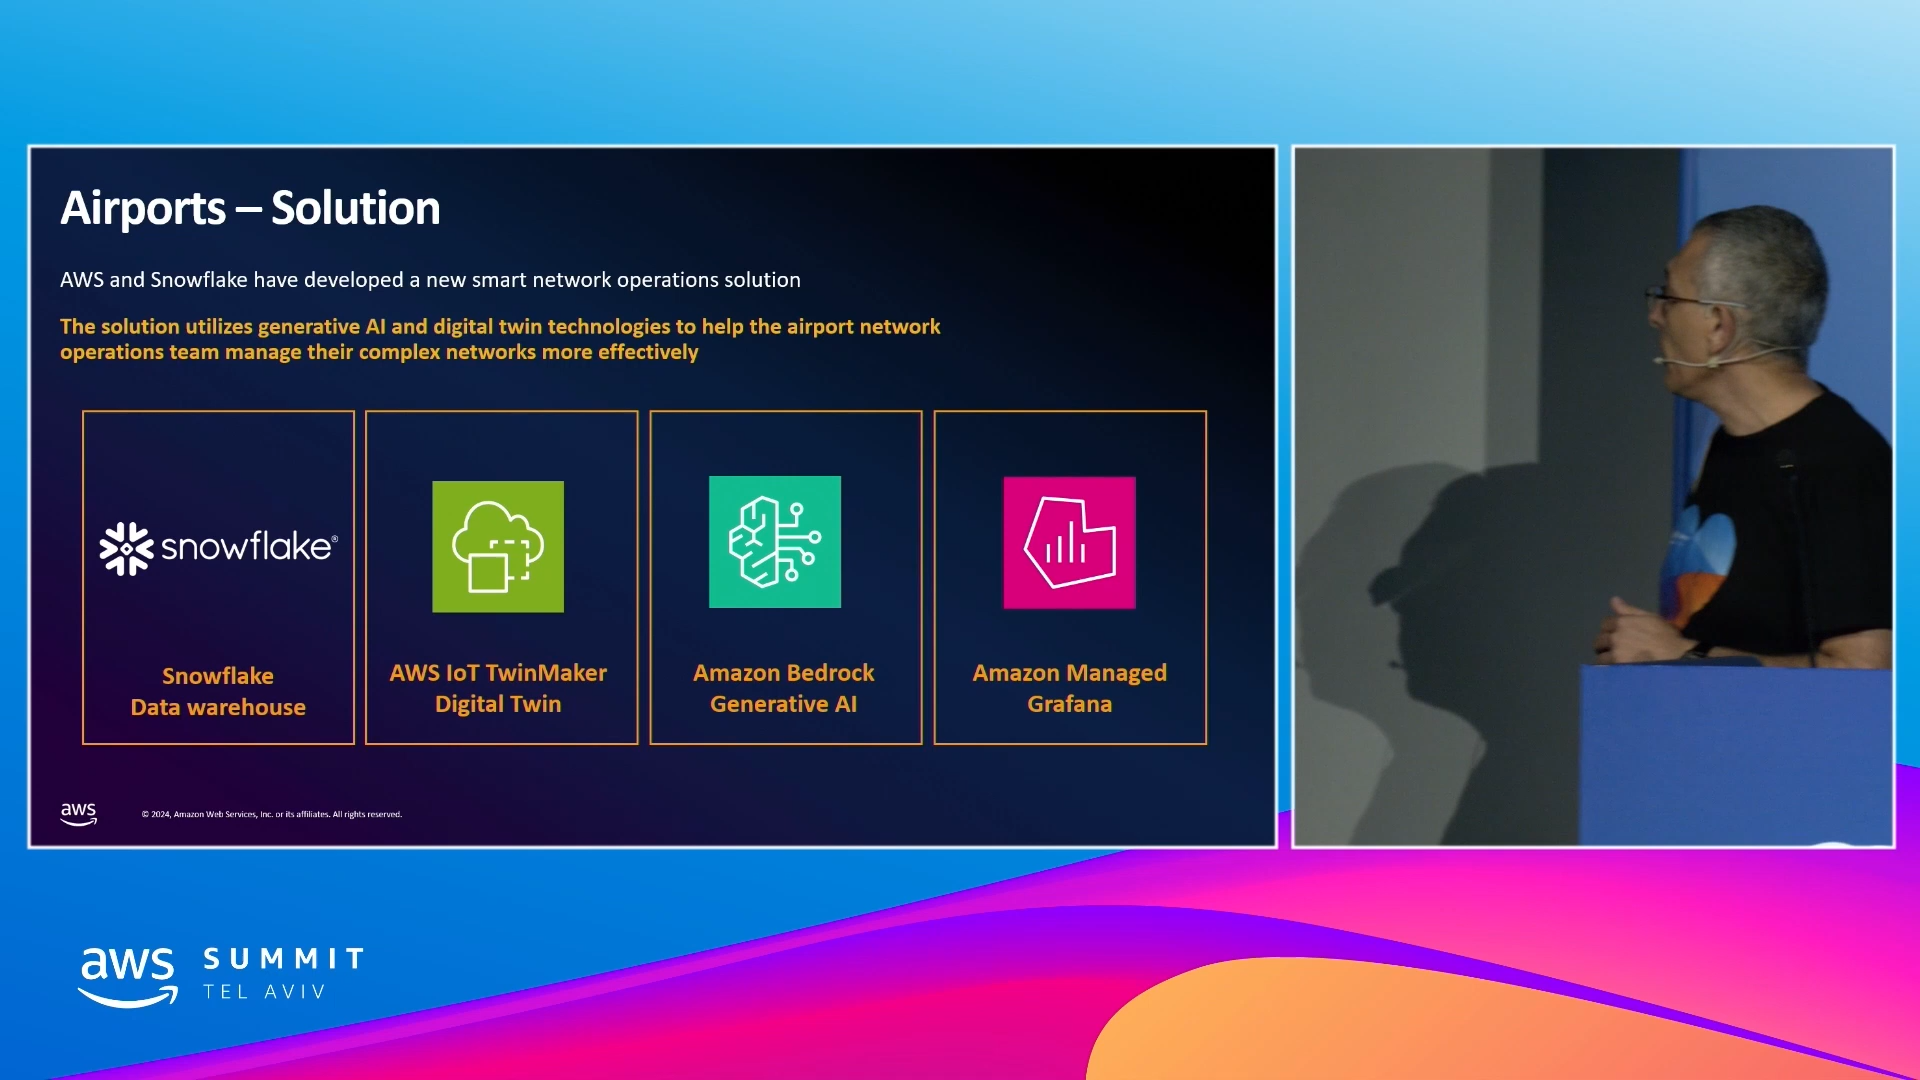 Airports – Solution
AWS and Snowflake have developed a new smart network operations solution
The solution utilizes generative AI and digital twin technologies to help the airport network
operations team manage their complex networks more effectively
snowflake®
Snowflake
Data warehouse
AWS IoT TwinMaker
Digital Twin
Amazon Bedrock
Generative AI
Amazon Managed
Grafana
aws
© 2024, Amazon Web Services, Inc. or its affiliates. All rights reserved.
aws SUMMIT
TEL AVIV